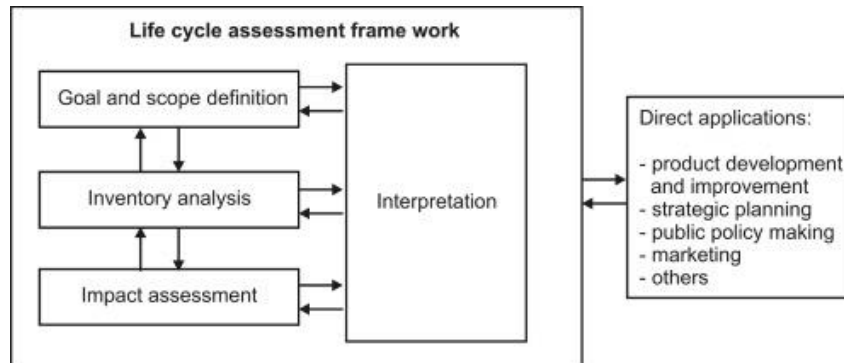 Life cycle assessment frame work
Goal and scope definition
Inventory analysis
Impact assessment
Interpretation
Direct applications:
- product development
and improvement
- strategic planning
- public policy making
- marketing
- others